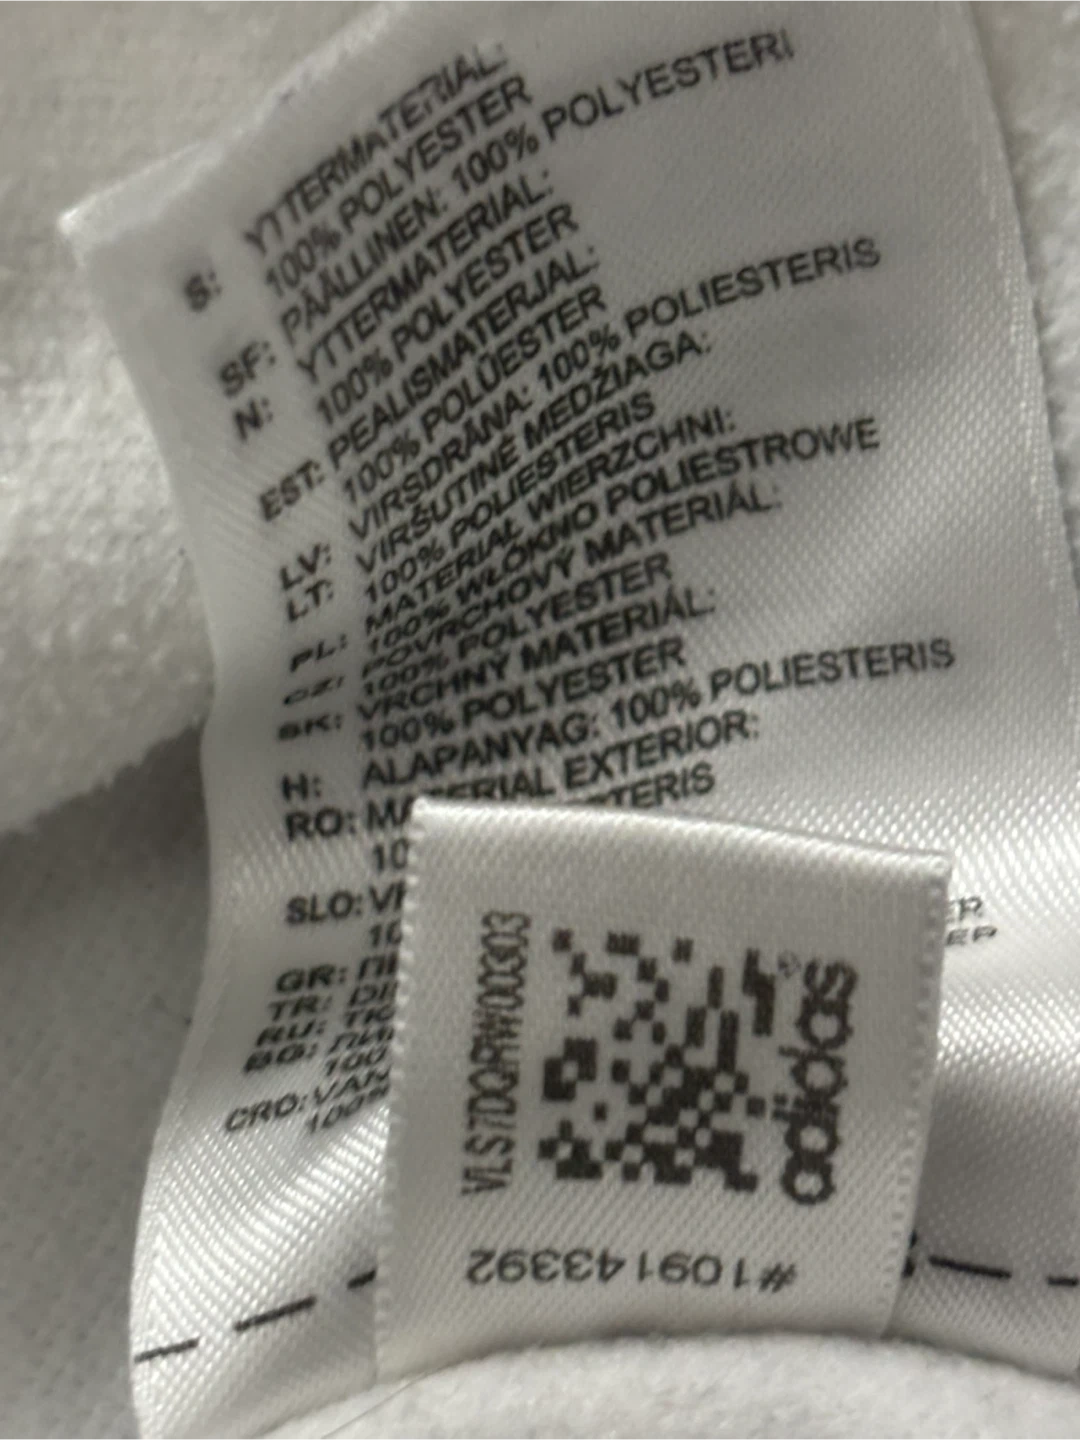 S: YTTERMATERIAL:
100% POLYESTER
SF: PÄÄLLINEN: 100% POLYESTERI
N: YTTERMATERIAL:
100% POLYESTER
EST: PEALISMATERJAL:
100% POLÜESTER
LV: VIRSDRĀNA: 100% POLIESTERIS
LT: VIRŠUTINĖ MEDŽIAGA:
100% POLIESTERIS
PL: MATERIAŁ WIERZCHNI:
100% WŁÓKNO POLIESTROWE
CZ: POVRCHOVÝ MATERIÁL:
100% POLYESTER
SK: VRCHNÝ MATERIÁL:
100% POLYESTER
H: ALAPANYAG: 100% POLIESTERIS
RO: MATERIAL EXTERIOR:
SLO:
GR:
TR:
RU:
BG:
100
CRO:
100%
VLS7DQRW00303
adidas
#109143392